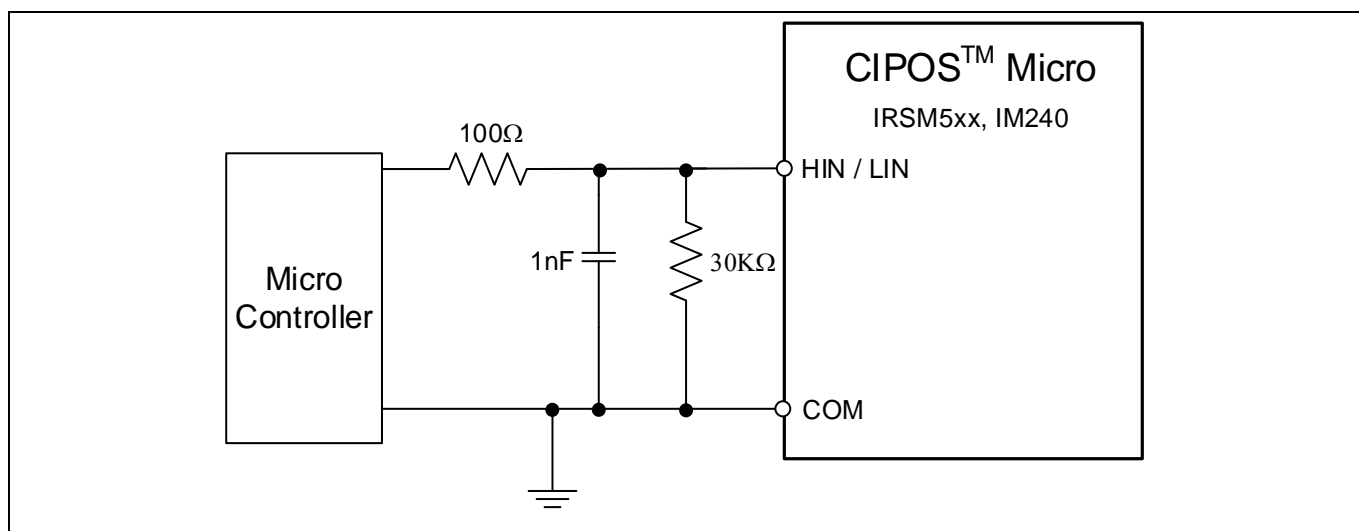 CIPOS™ Micro
IRSM5xx, IM240
100Ω
HIN / LIN
1nF
30KΩ
Micro
Controller
COM